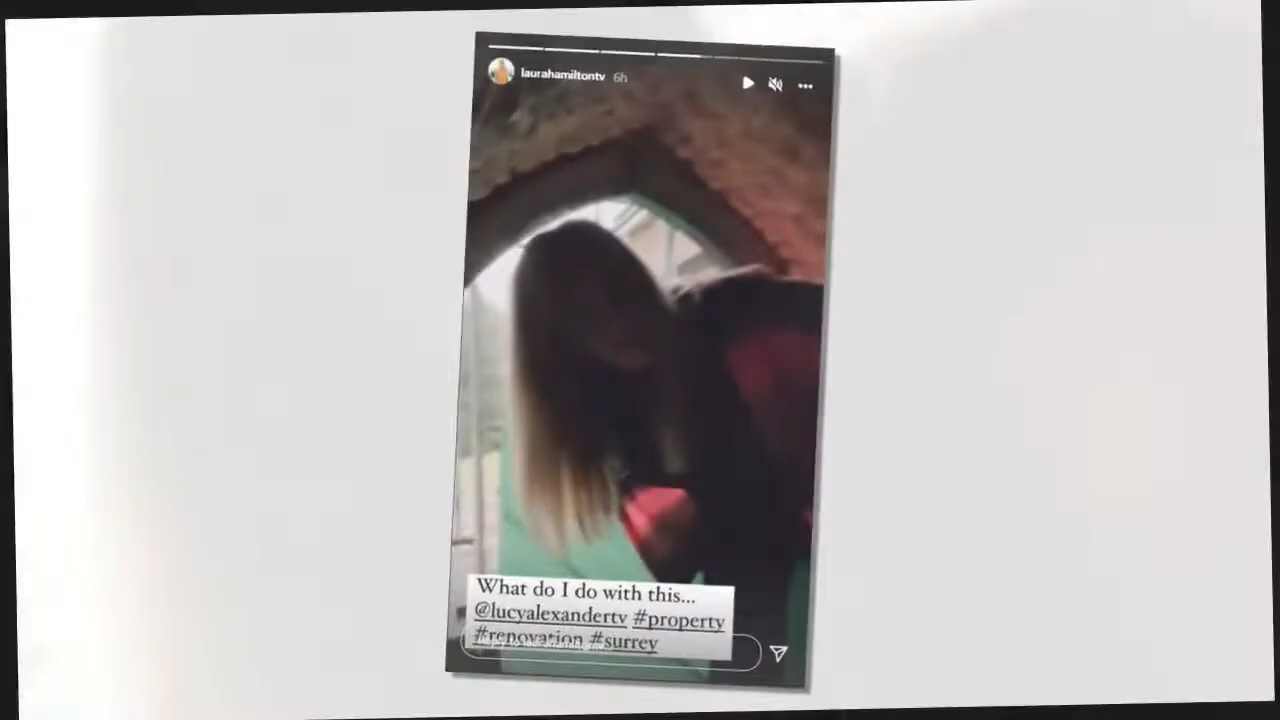 laurahamiltontv 6h
What do I do with this...
@lucyalexandertv #property
#renovation #surrey